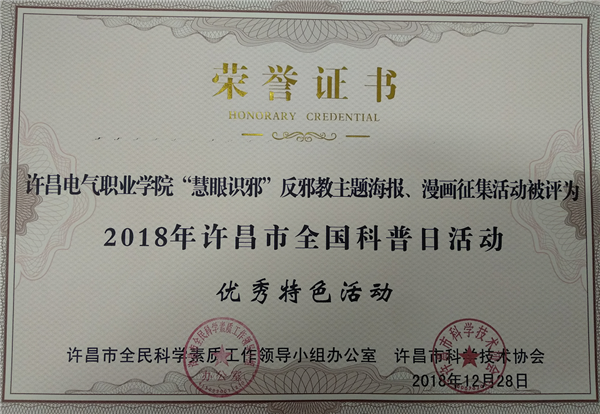 荣誉证书
HONORARY CREDENTIAL
许昌电气职业学院“慧眼识邪”反邪教主题海报、漫画征集活动被评为
2018年许昌市全国科普日活动
优秀特色活动
许昌市全民科学素质工作领导小组办公室 许昌市科学技术协会
2018年12月28日